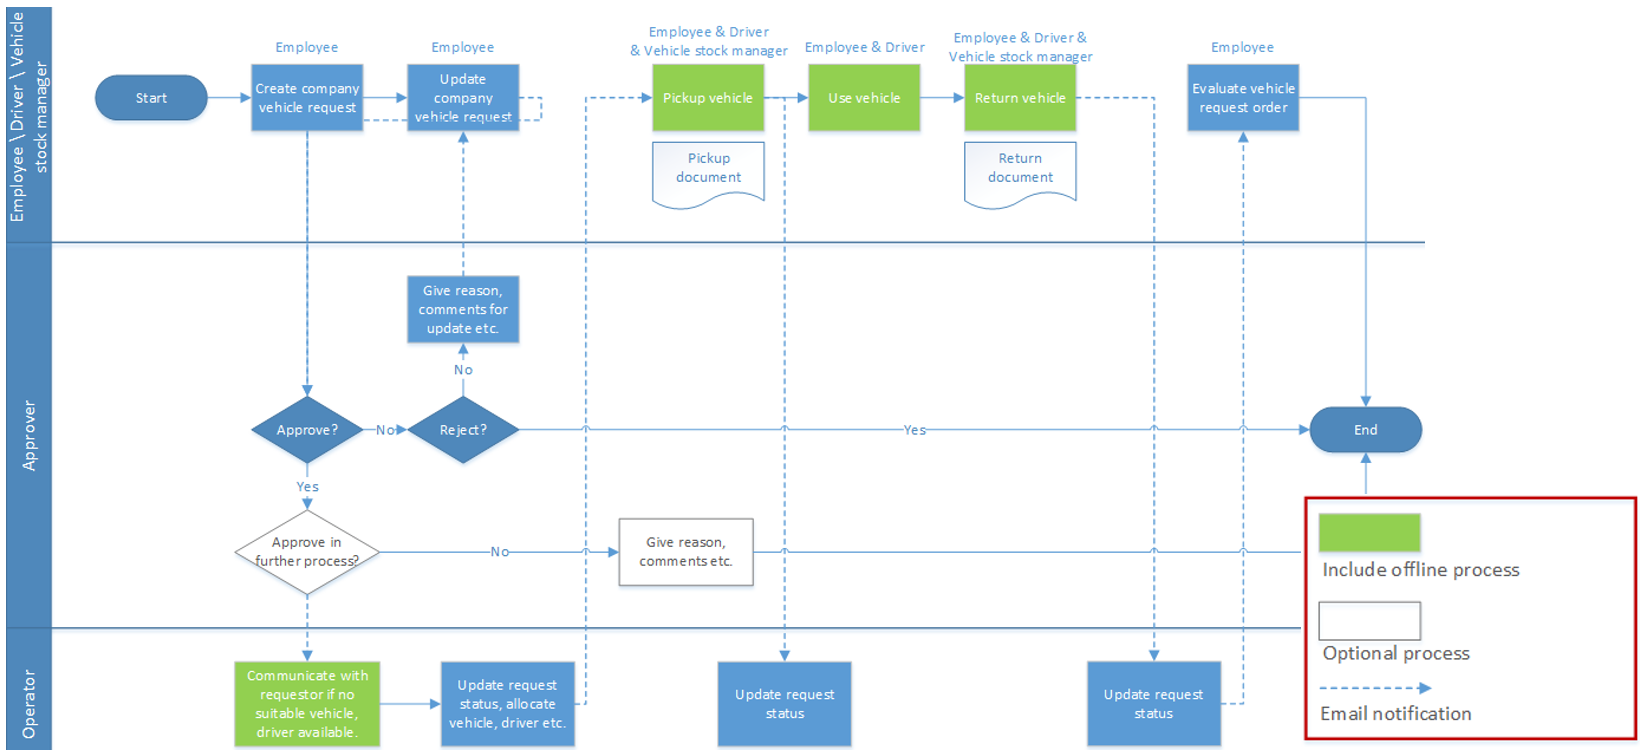 Employee \ Driver \ Vehicle
stock manager
Employee
Employee
Employee & Driver
& Vehicle stock manager
Employee & Driver
Employee & Driver &
Vehicle stock manager
Employee
Start
Create company
vehicle request
Update
company
vehicle request
Pickup vehicle
Use vehicle
Return vehicle
Evaluate vehicle
request order
Pickup
document
Return
document
Approver
Give reason,
comments for
update etc.
No
Approve?
No
Reject?
Yes
End
Yes
Approve in
further process?
No
Give reason,
comments etc.
Operator
Communicate with
requestor if no
suitable vehicle,
driver available.
Update request
status, allocate
vehicle, driver etc.
Update request
status
Update request
status
Include offline process
Optional process
Email notification